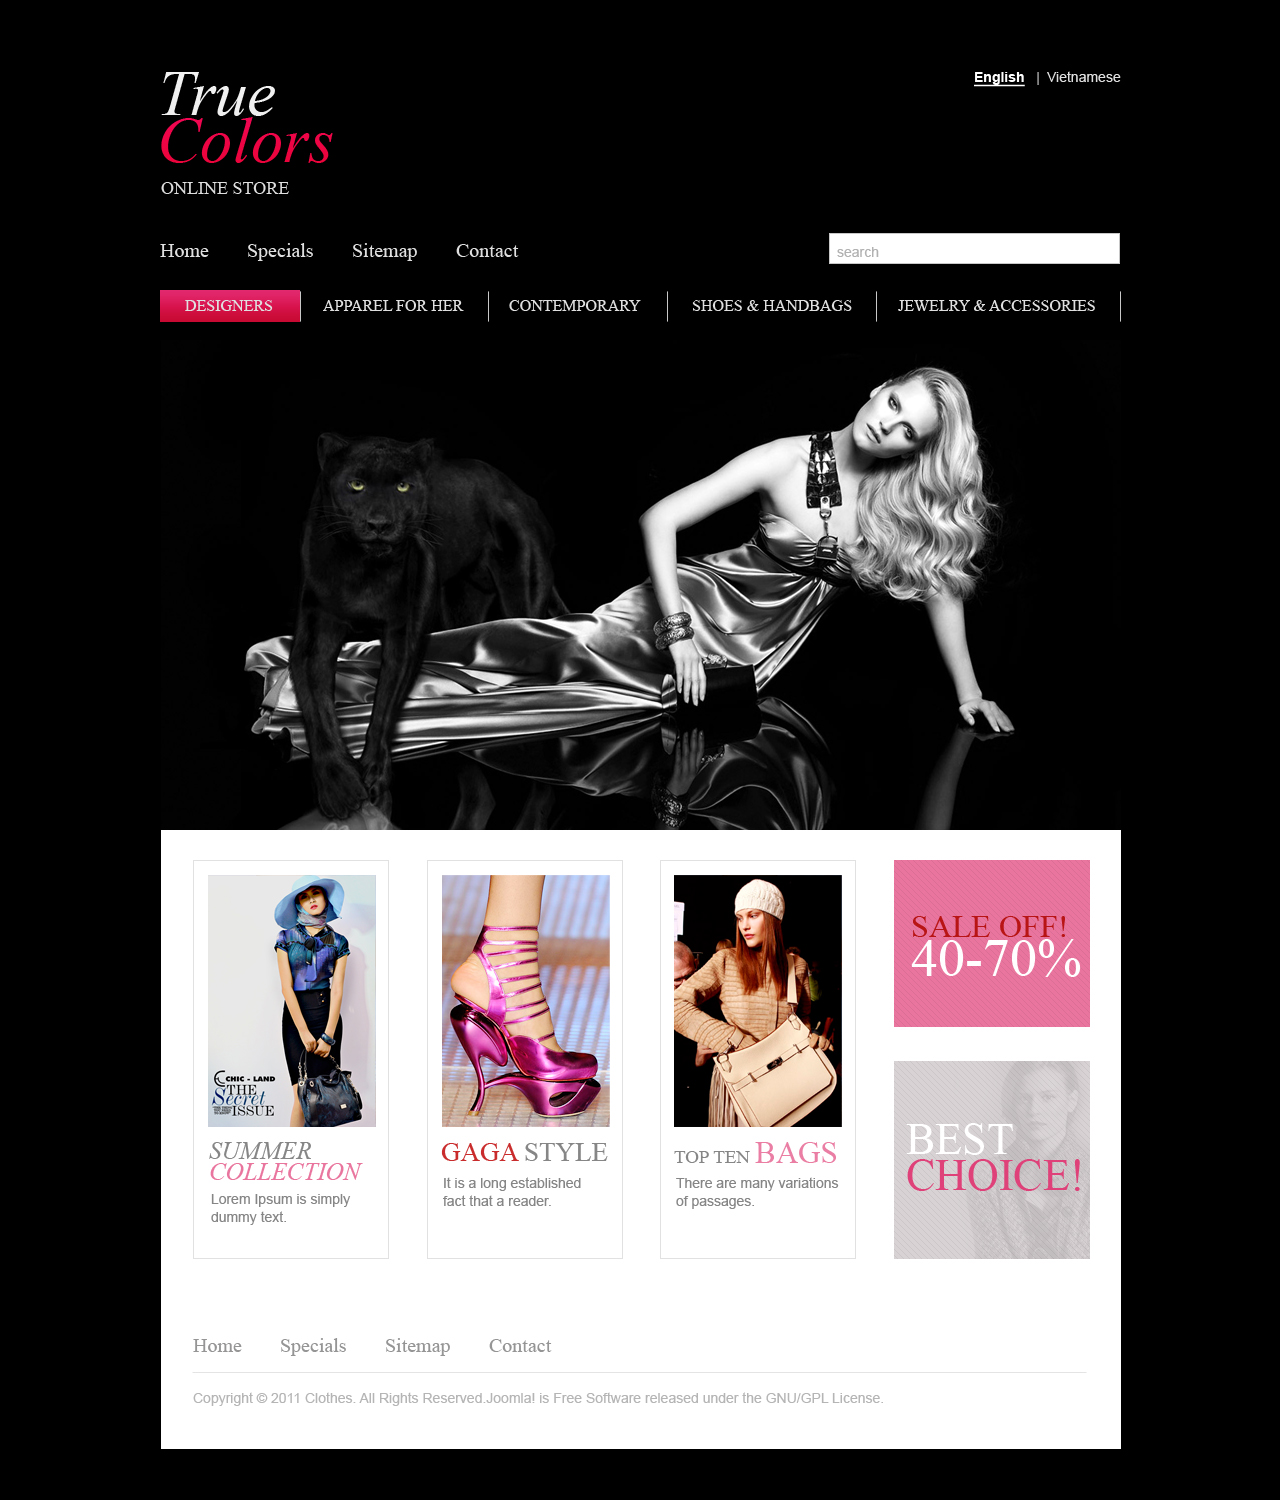 True
Colors
ONLINE STORE
English | Vietnamese
Home Specials Sitemap Contact
search
DESIGNERS APPAREL FOR HER CONTEMPORARY SHOES & HANDBAGS JEWELRY & ACCESSORIES
CHIC - LAND
THE
Secret
ISSUE
SUMMER
COLLECTION
Lorem Ipsum is simply
dummy text.
GAGA STYLE
It is a long established
fact that a reader.
TOP TEN BAGS
There are many variations
of passages.
SALE OFF!
40-70%
BEST
CHOICE!
Home Specials Sitemap Contact
Copyright © 2011 Clothes. All Rights Reserved.Joomla! is Free Software released under the GNU/GPL License.